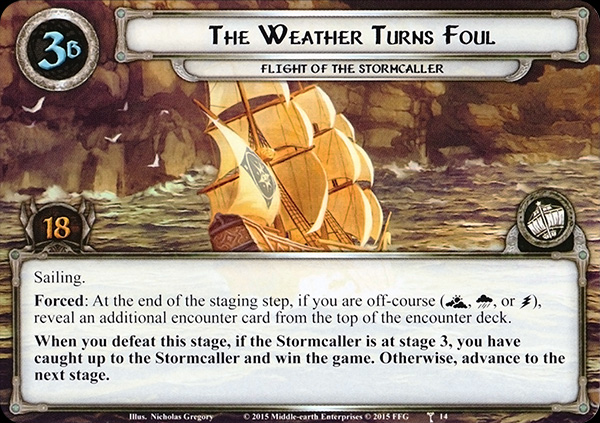 3B
THE WEATHER TURNS FOUL
FLIGHT OF THE STORMCALLER
18
Sailing.
Forced: At the end of the staging step, if you are off-course (, , or ),
reveal an additional encounter card from the top of the encounter deck.
When you defeat this stage, if the Stormcaller is at stage 3, you have
caught up to the Stormcaller and win the game. Otherwise, advance to the
next stage.
Illus. Nicholas Gregory © 2015 Middle-earth Enterprises © 2015 FFG 14